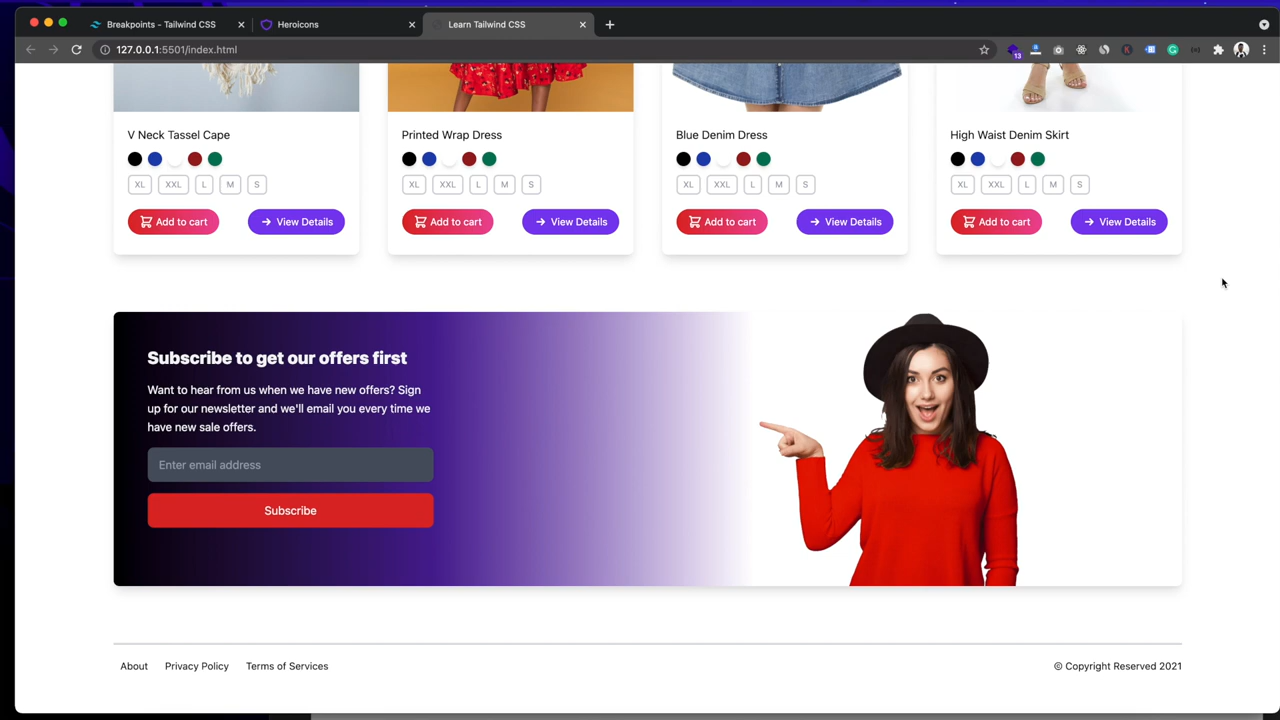 Breakpoints - Tailwind CSS
Heroicons
Learn Tailwind CSS
127.0.0.1:5501/index.html
13
V Neck Tassel Cape
Printed Wrap Dress
Blue Denim Dress
High Waist Denim Skirt
XL XXL L M S
XL XXL L M S
XL XXL L M S
XL XXL L M S
Add to cart View Details
Add to cart View Details
Add to cart View Details
Add to cart View Details
Subscribe to get our offers first
Want to hear from us when we have new offers? Sign
up for our newsletter and we'll email you every time we
have new sale offers.
Enter email address
Subscribe
About Privacy Policy Terms of Services
© Copyright Reserved 2021